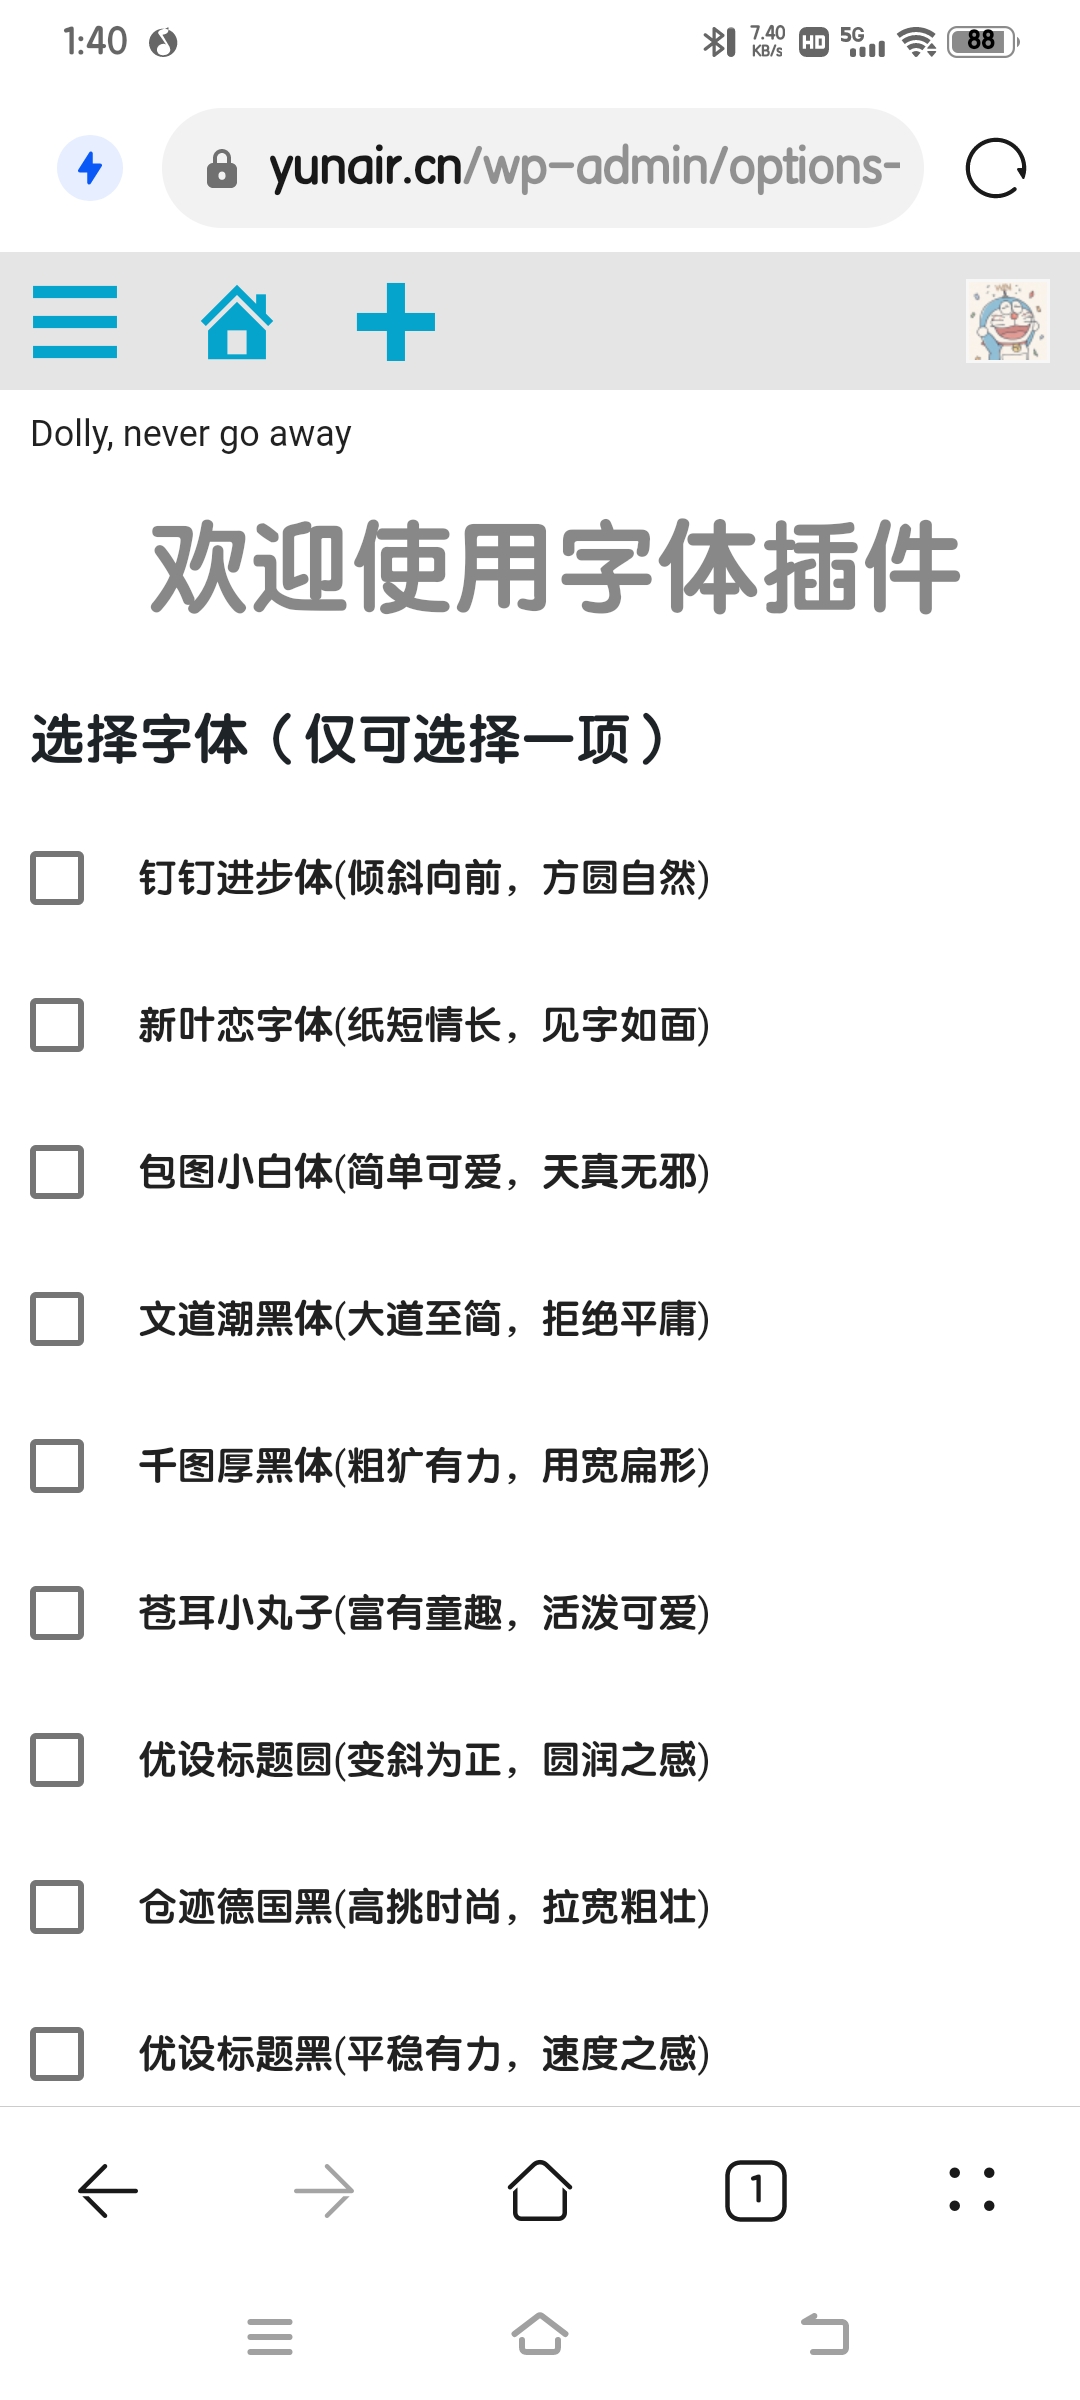 1:40
7.40 KB/s
HD
5G
88
yunair.cn/wp-admin/options-
Dolly, never go away
欢迎使用字体插件
选择字体（仅可选择一项）
钉钉进步体(倾斜向前，方圆自然)
新叶恋字体(纸短情长，见字如面)
包图小白体(简单可爱，天真无邪)
文道潮黑体(大道至简，拒绝平庸)
千图厚黑体(粗犷有力，用宽扁形)
苍耳小丸子(富有童趣，活泼可爱)
优设标题圆(变斜为正，圆润之感)
仓迹德国黑(高挑时尚，拉宽粗壮)
优设标题黑(平稳有力，速度之感)
1